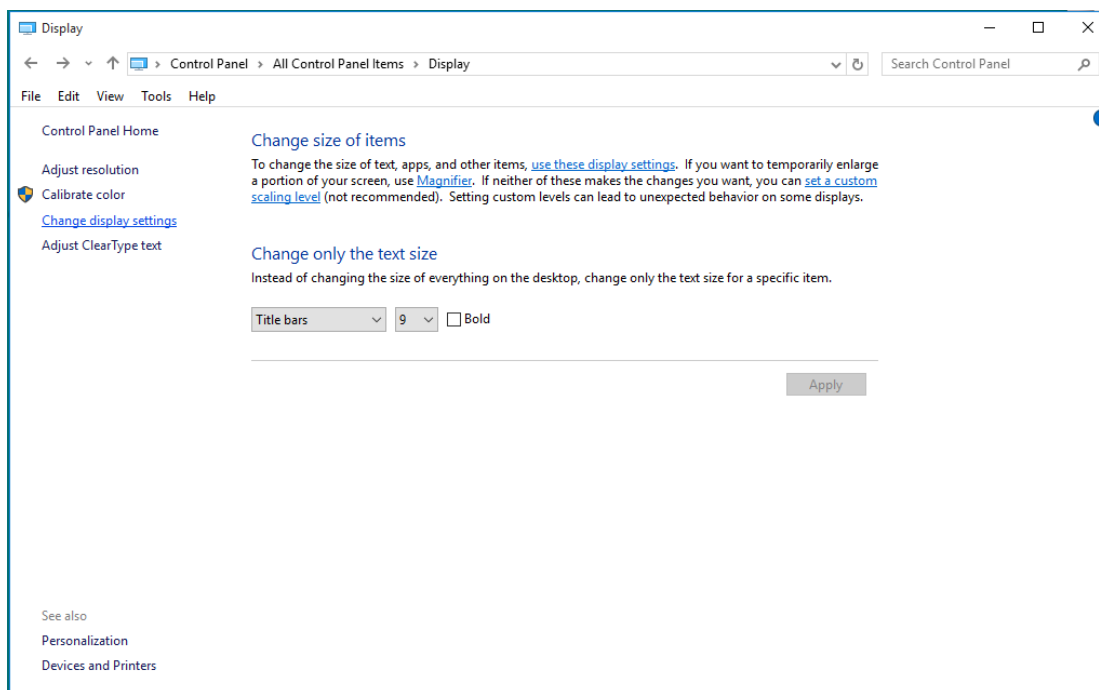 Display
Control Panel > All Control Panel Items > Display
Search Control Panel
File Edit View Tools Help
Control Panel Home
Adjust resolution
Calibrate color
Change display settings
Adjust ClearType text
Change size of items
To change the size of text, apps, and other items, use these display settings. If you want to temporarily enlarge
a portion of your screen, use Magnifier. If neither of these makes the changes you want, you can set a custom
scaling level (not recommended). Setting custom levels can lead to unexpected behavior on some displays.
Change only the text size
Instead of changing the size of everything on the desktop, change only the text size for a specific item.
Title bars 9 Bold
Apply
See also
Personalization
Devices and Printers